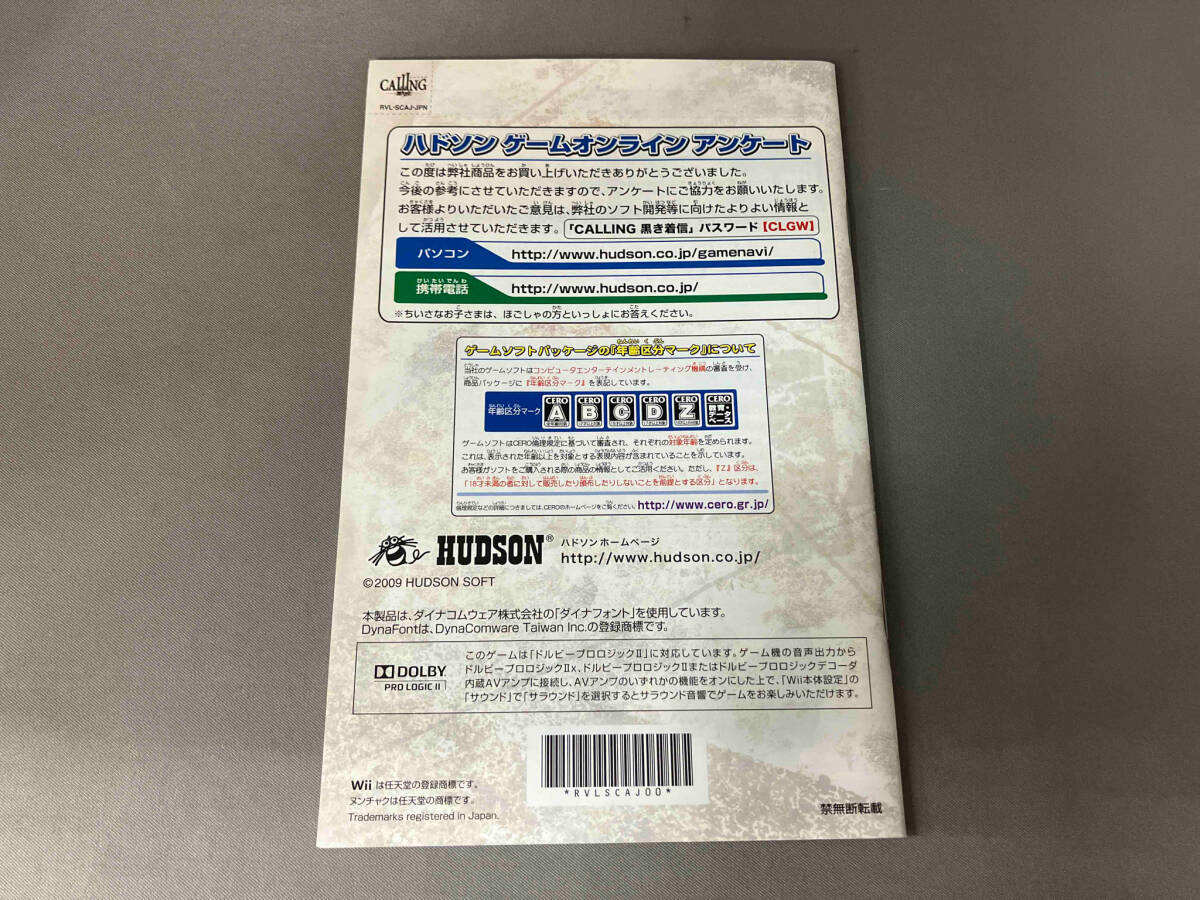 CALLING
RVL-SCAJ-JPN
ハドソン ゲームオンライン アンケート
この度は弊社商品をお買い上げいただきありがとうございました。
今後の参考にさせていただきますので、アンケートにご協力をお願いいたします。
お客様よりいただいたご意見は、弊社のソフト開発等に向けたよりよい情報と
して活用させていただきます。 「CALLING 黒き着信」 パスワード 【CLGW】
パソコン http://www.hudson.co.jp/gamenavi/
携帯電話 http://www.hudson.co.jp/
※ちいさなお子さまは、ほごしゃの方といっしょにお答えください。
ゲームソフトパッケージの「年齢区分マーク」について
当社のゲームソフトはコンピュータエンターテインメントレーティング機構の審査を受け、
商品パッケージに『年齢区分マーク』を表記しています。
年齢区分マーク CERO A CERO B CERO C CERO D CERO Z CERO 教育・データベース
ゲームソフトはCERO倫理規定に基づいて審査され、それぞれの対象年齢を定められます。
これは、表示された年齢以上を対象とする表現内容が含まれていることを示しています。
お客様がソフトをご購入される際の商品の情報としてご活用ください。ただし、『Z』区分は、
「18才未満の者に対して販売したり頒布したりしないことを前提とする区分」となります。
倫理規定などの詳細につきましては、CEROのホームページをご覧ください。 http://www.cero.gr.jp/
HUDSON® ハドソン ホームページ
http://www.hudson.co.jp/
©2009 HUDSON SOFT
本製品は、ダイナコムウェア株式会社の「ダイナフォント」を使用しています。
DynaFontは、DynaComware Taiwan Inc.の登録商標です。
DOLBY
PRO LOGIC II
このゲームは「ドルビープロロジックII」に対応しています。ゲーム機の音声出力から
ドルビープロロジックIIx、ドルビープロロジックIIまたはドルビープロロジックデコーダ
内蔵AVアンプに接続し、AVアンプのいずれかの機能をオンにした上で、「Wii本体設定」の
「サウンド」で「サラウンド」を選択するとサラウンド音響でゲームをお楽しみいただけます。
*RVLSCAJ00*
Wii は任天堂の登録商標です。
ヌンチャクは任天堂の商標です。
Trademarks registered in Japan.
禁無断転載